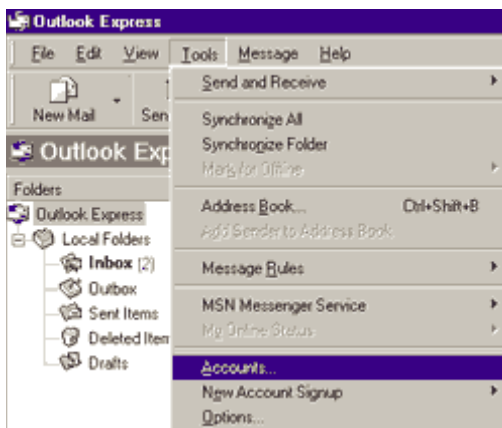 Outlook Express
File Edit View Tools Message Help
New Mail
Send and Receive
Synchronize All
Synchronize Folder
Mark for Offline
Address Book... Ctrl+Shift+B
Add Sender to Address Book
Message Rules
MSN Messenger Service
My Online Status
Accounts...
New Account Signup
Options...
Sen
Outlook Exp
Folders
Outlook Express
Local Folders
Inbox (2)
Outbox
Sent Items
Deleted Item
Drafts